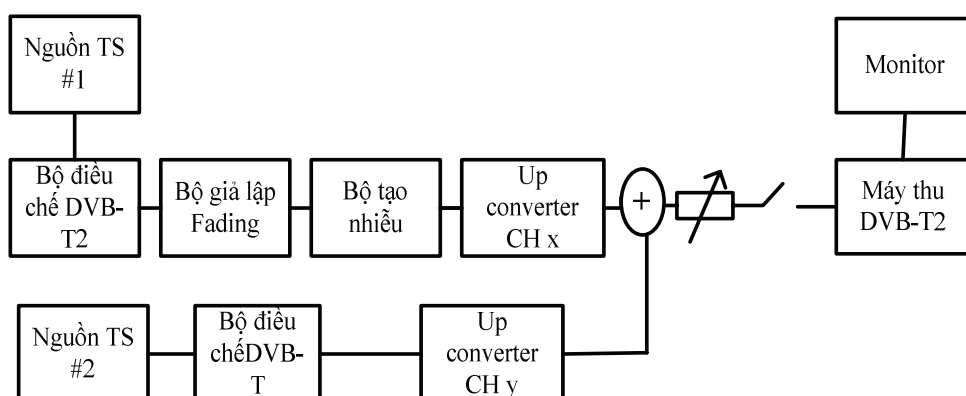 Nguồn TS
#1
Monitor
Bộ điều
chế DVB-
T2
Bộ giả lập
Fading
Bộ tạo
nhiễu
Up
converter
CH x
+
Máy thu
DVB-T2
Nguồn TS
#2
Bộ điều
chếDVB-
T
Up
converter
CH y